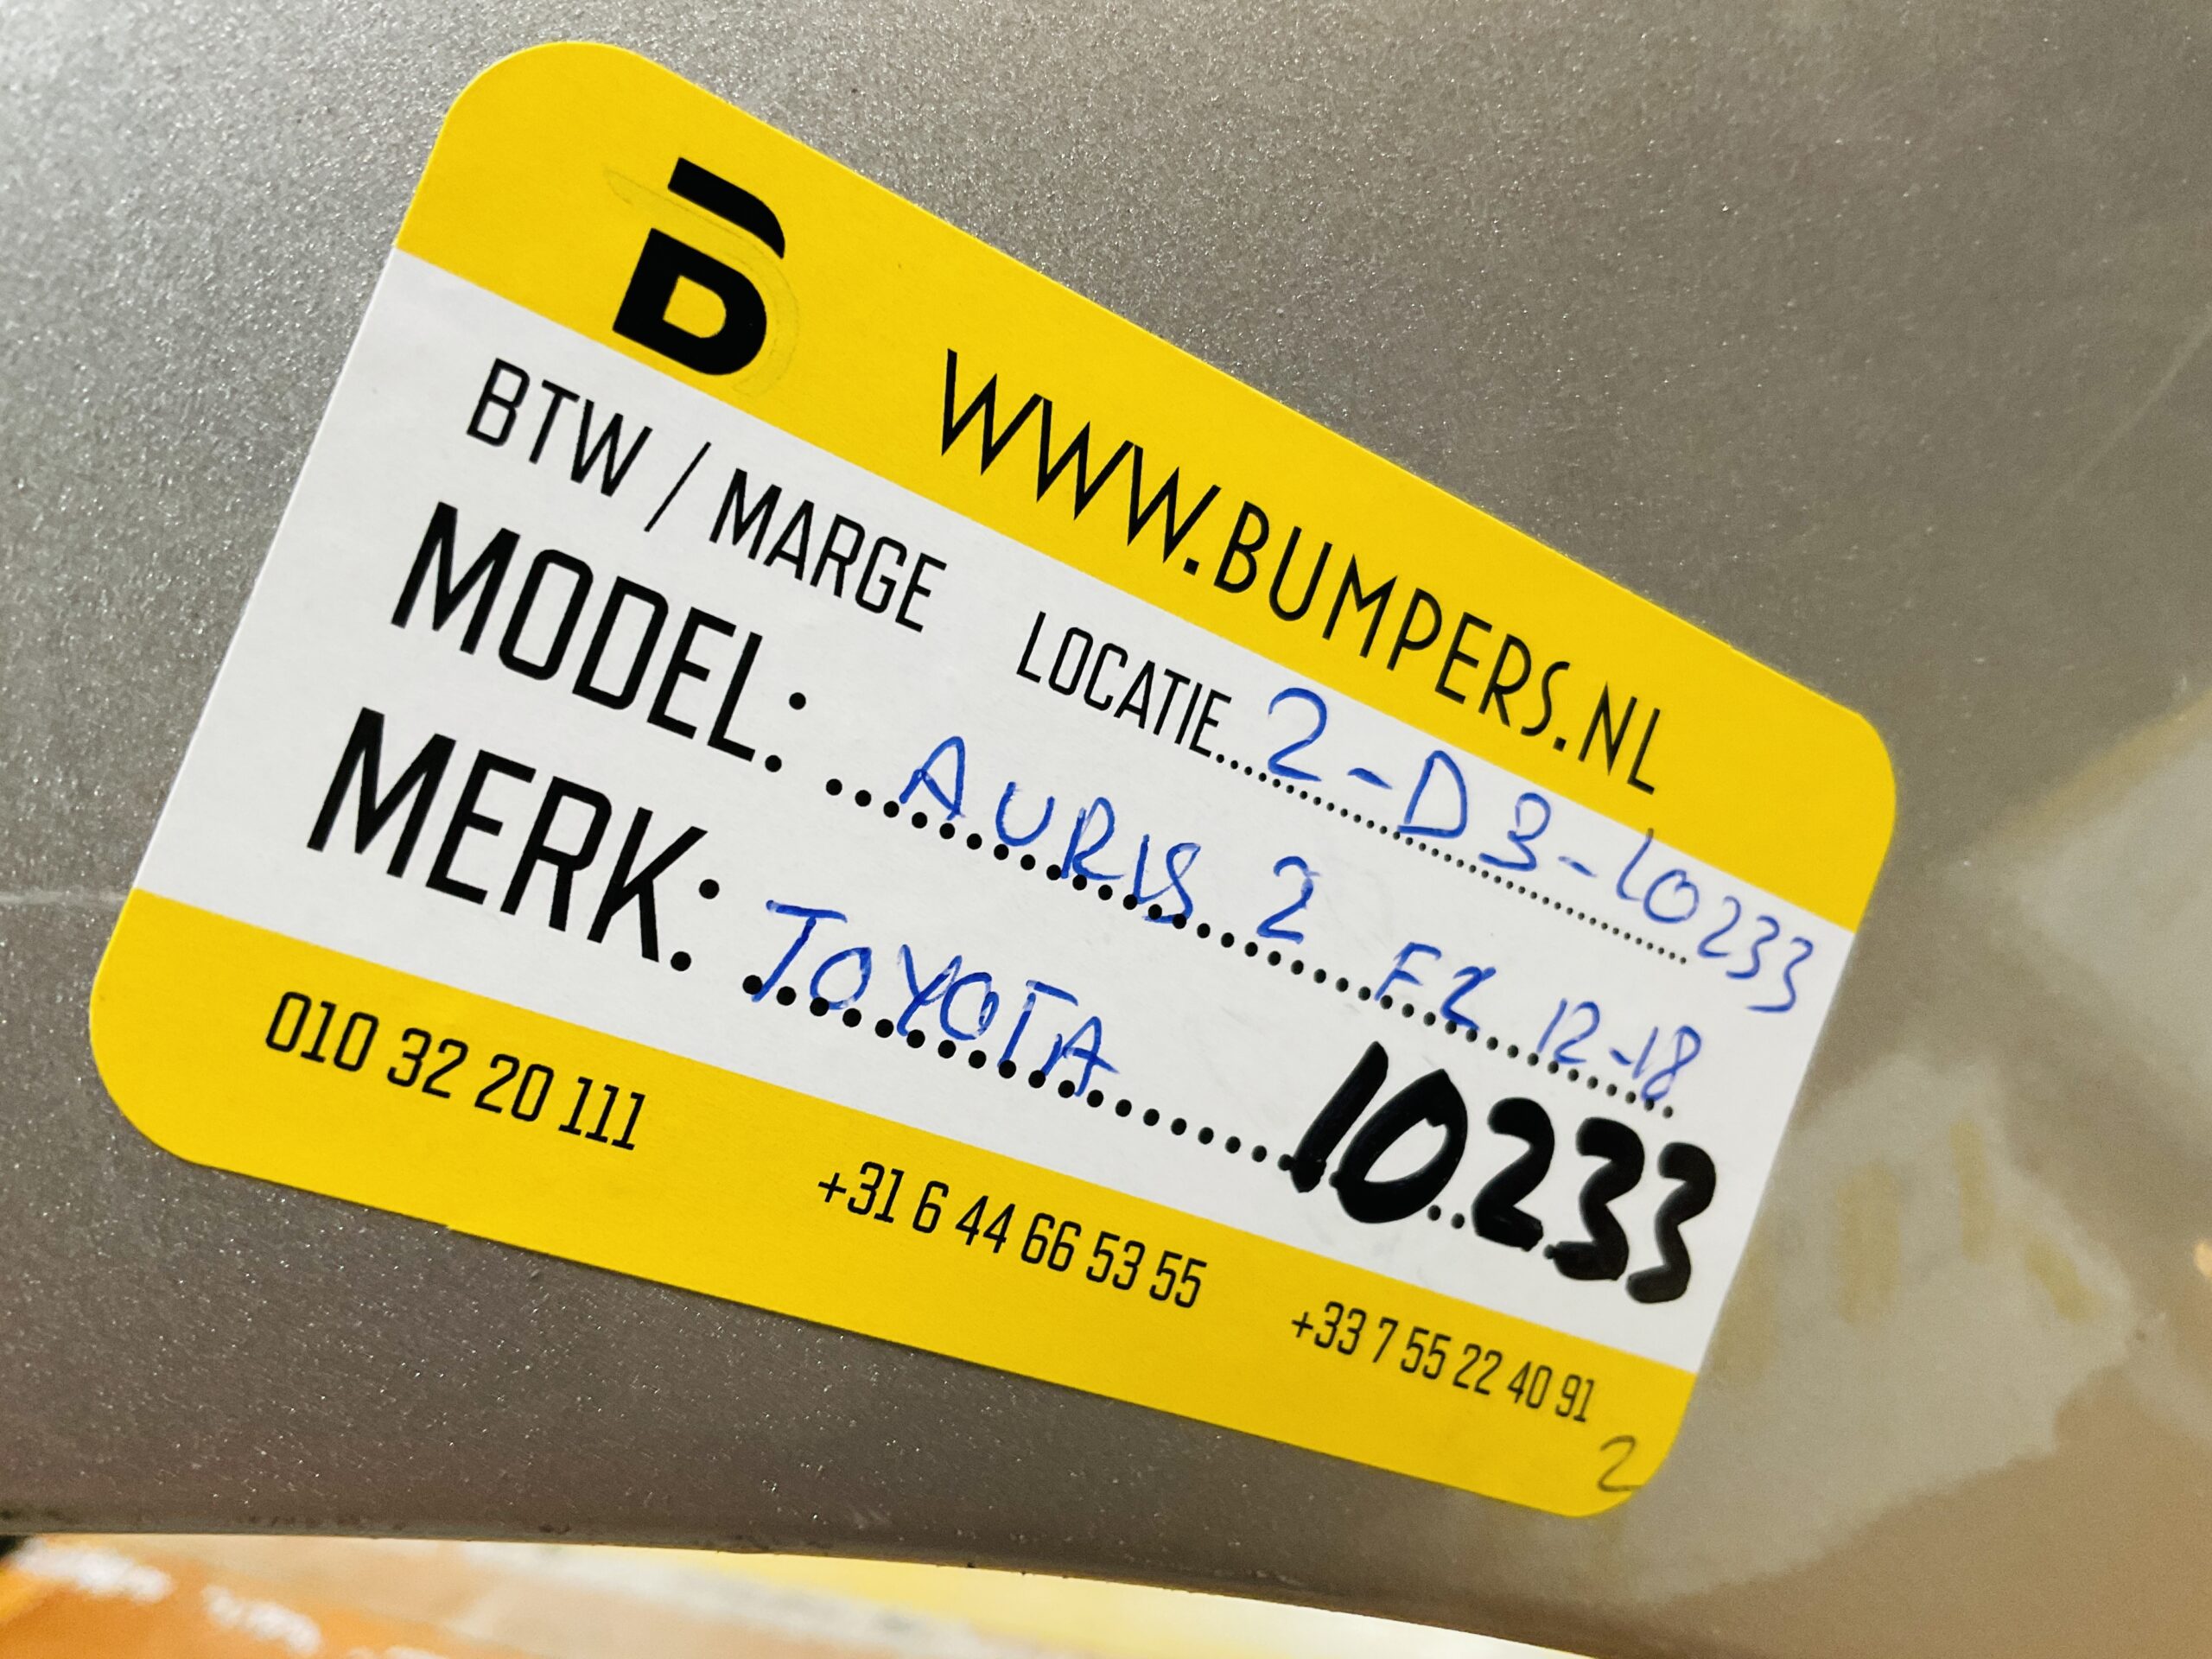 B
WWW.BUMPERS.NL
BTW / MARGE LOCATIE 2-D3-10233
MODEL: AURIS 2 FL 12-18
MERK: TOYOTA 10233
010 32 20 111 +31 6 44 66 53 55 +33 7 55 22 40 91
2